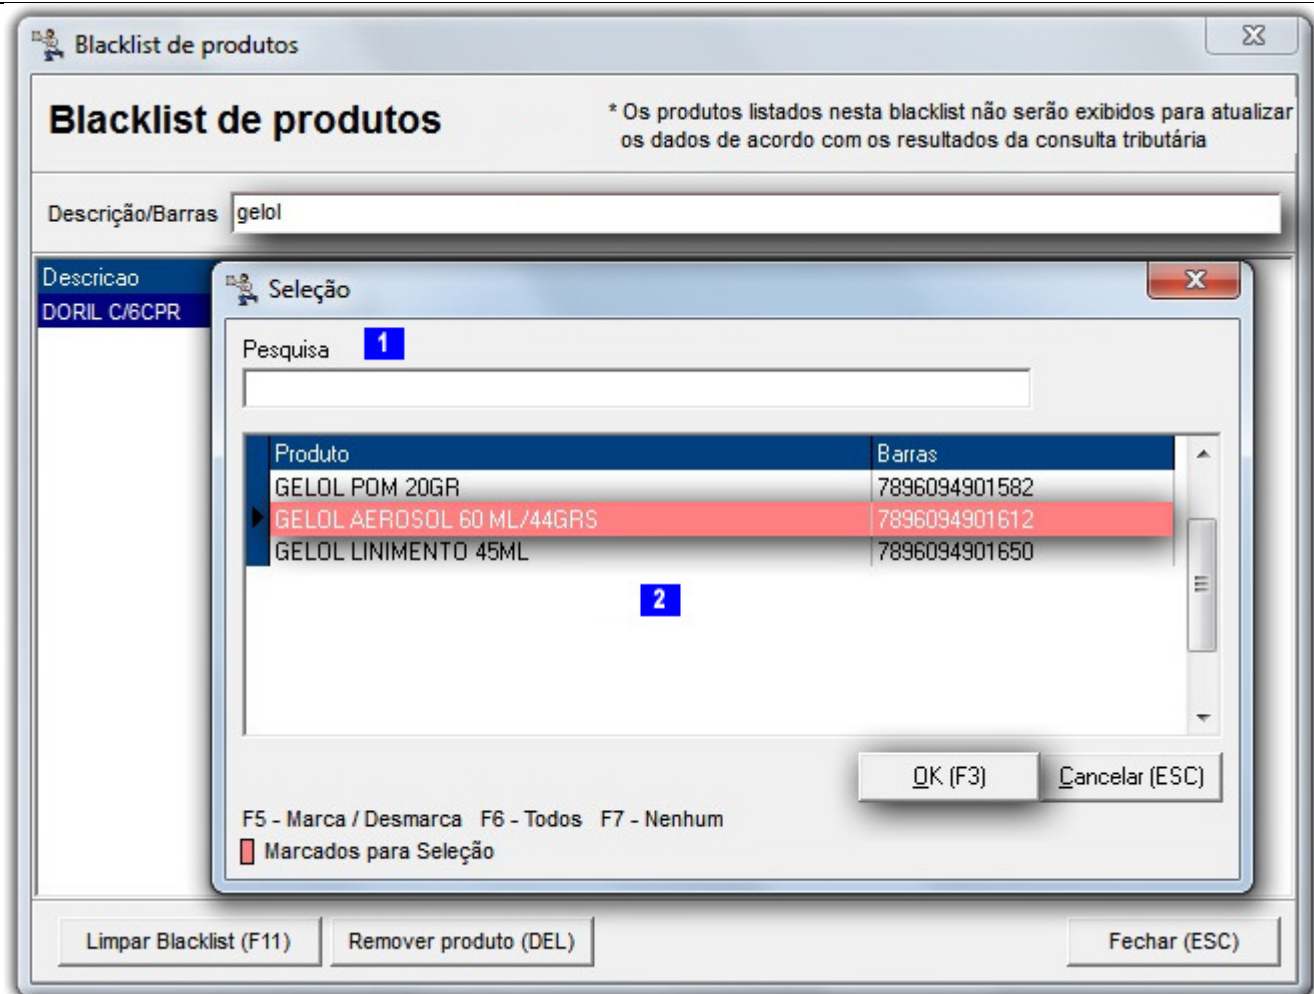 Blacklist de produtos
Blacklist de produtos
* Os produtos listados nesta blacklist não serão exibidos para atualizar
os dados de acordo com os resultados da consulta tributária
Descrição/Barras gelol
Descricao
DORIL C/6CPR
Seleção
Pesquisa 1
Produto Barras
GELOL POM 20GR 7896094901582
GELOL AEROSOL 60 ML/44GRS 7896094901612
GELOL LINIMENTO 45ML 7896094901650
2
OK (F3) Cancelar (ESC)
F5 - Marca / Desmarca F6 - Todos F7 - Nenhum
Marcados para Seleção
Limpar Blacklist (F11) Remover produto (DEL) Fechar (ESC)